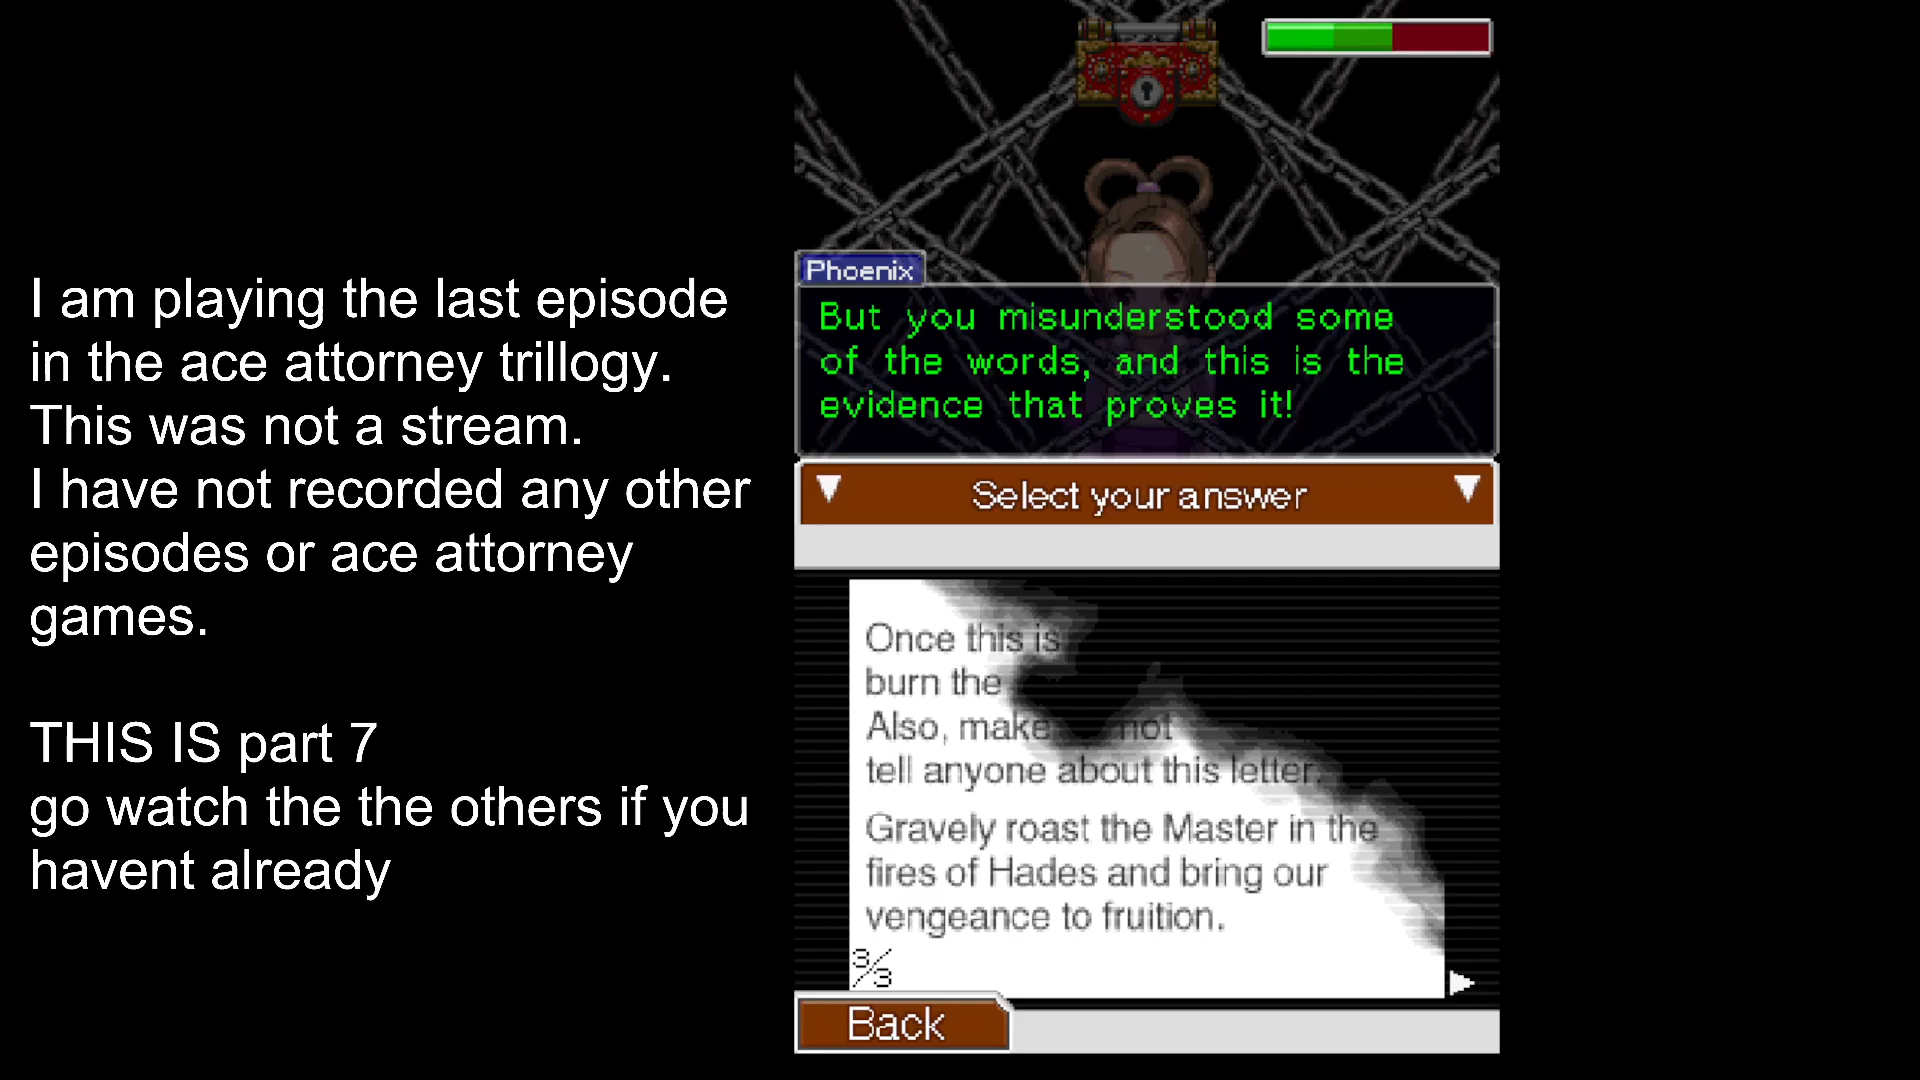 I am playing the last episode
in the ace attorney trillogy.
This was not a stream.
I have not recorded any other
episodes or ace attorney
games.
THIS IS part 7
go watch the the others if you
havent already
Phoenix
But you misunderstood some
of the words, and this is the
evidence that proves it!
Select your answer
Once this is
burn the
Also, make not
tell anyone about this letter.
Gravely roast the Master in the
fires of Hades and bring our
vengeance to fruition.
3/3
Back